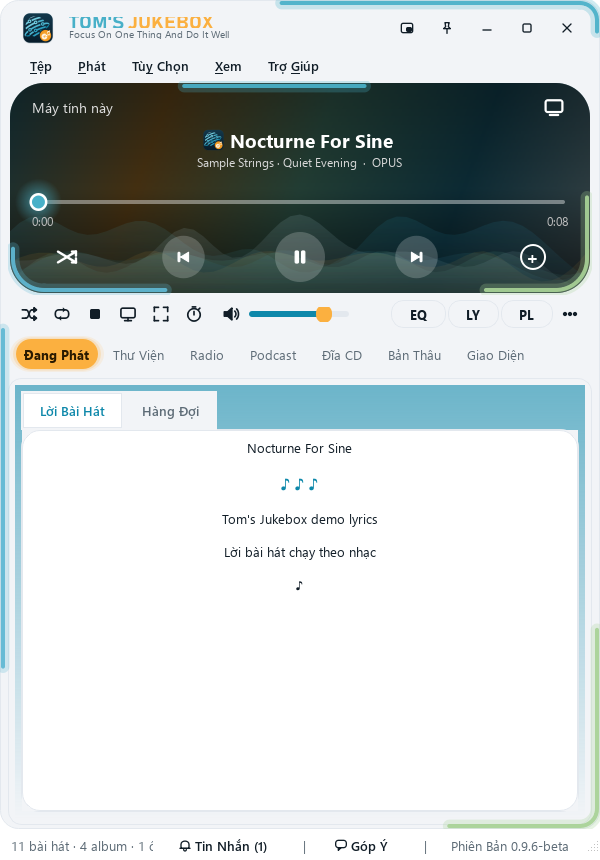 TOM'S JUKEBOX
Focus On One Thing And Do It Well
Tệp Phát Tùy Chọn Xem Trợ Giúp
Máy tính này
Nocturne For Sine
Sample Strings · Quiet Evening · OPUS
0:00 0:08
EQ LY PL
Đang Phát Thư Viện Radio Podcast Đĩa CD Bản Thâu Giao Diện
Lời Bài Hát Hàng Đợi
Nocturne For Sine
♪ ♪ ♪
Tom's Jukebox demo lyrics
Lời bài hát chạy theo nhạc
♪
11 bài hát · 4 album · 1 Tin Nhắn (1) | Góp Ý | Phiên Bản 0.9.6-beta